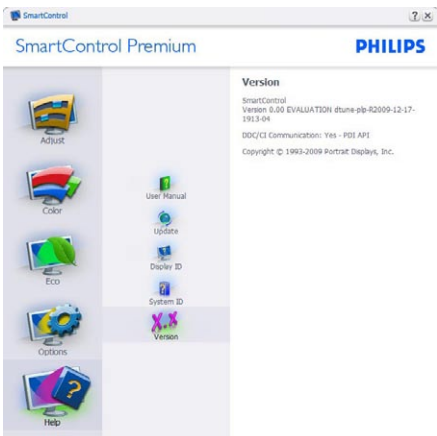 SmartControl
? x
SmartControl Premium
PHILIPS
Adjust
Color
Eco
Options
Help
User Manual
Update
Display ID
System ID
X.X
Version
Version
SmartControl
Version 0.00 EVALUATION dtune-plp-R2009-12-17-
1913-04
DDC/CI Communication: Yes - PDI API
Copyright © 1993-2009 Portrait Displays, Inc.